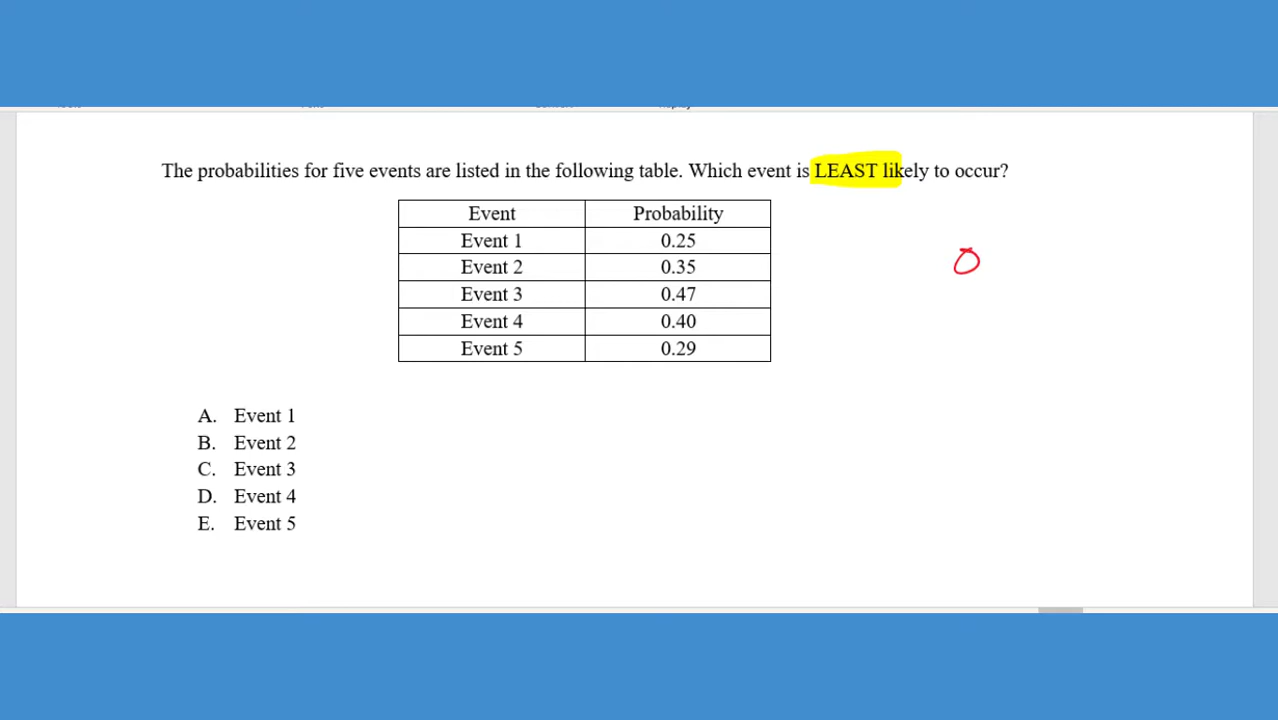 The probabilities for five events are listed in the following table. Which event is LEAST likely to occur?
Event Probability
Event 1 0.25
Event 2 0.35
0
Event 3 0.47
Event 4 0.40
Event 5 0.29
A. Event 1
B. Event 2
C. Event 3
D. Event 4
E. Event 5